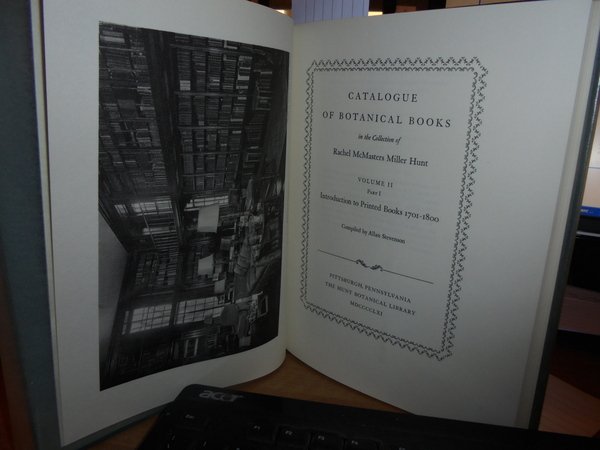 CATALOGUE
OF BOTANICAL BOOKS
in the Collection of
Rachel McMasters Miller Hunt
VOLUME II
PART I
Introduction to Printed Books 1701-1800
Compiled by Allan Stevenson
PITTSBURGH, PENNSYLVANIA
THE HUNT BOTANICAL LIBRARY
MDCCCCLXI
acer